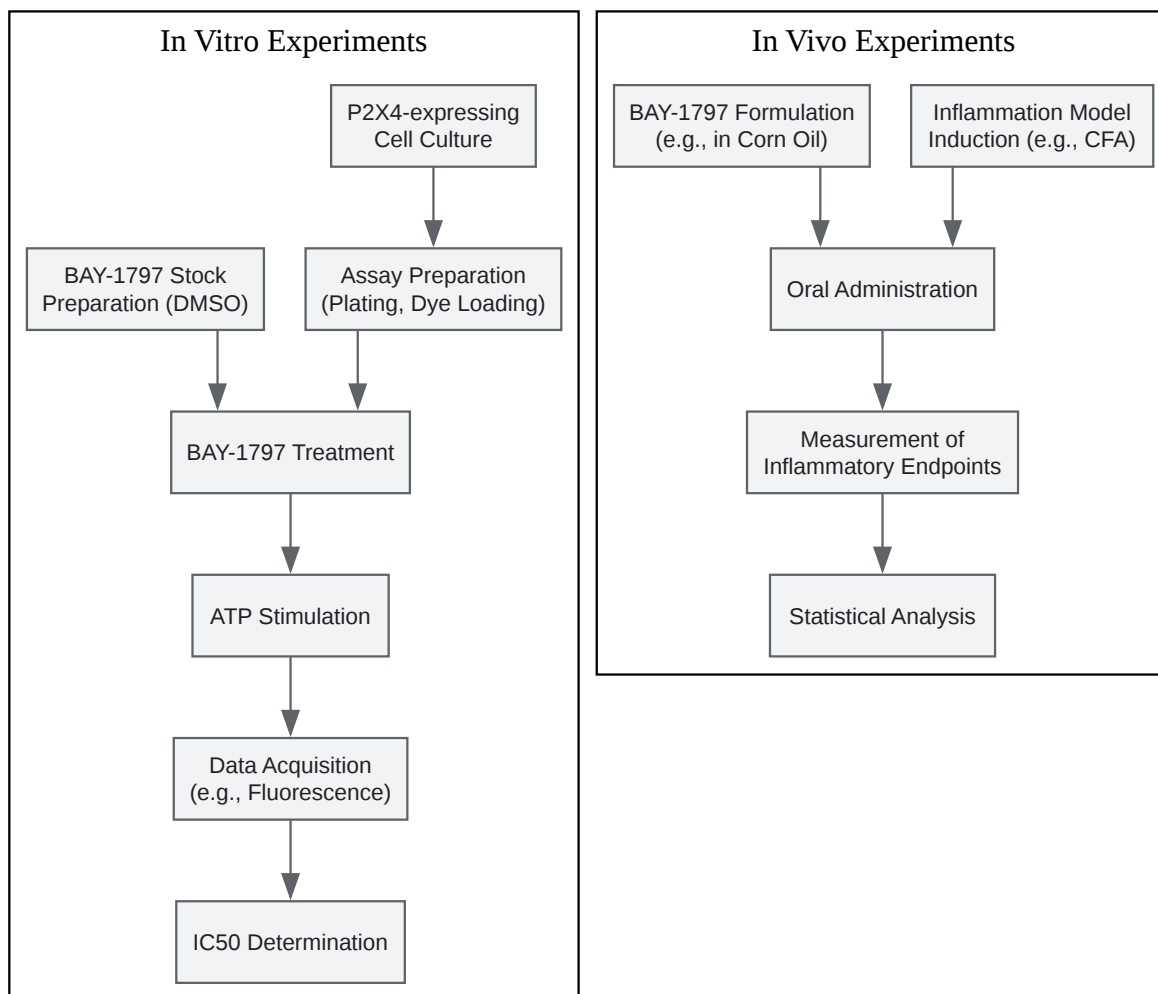 In Vitro Experiments
P2X4-expressing
Cell Culture
BAY-1797 Stock
Preparation (DMSO)
Assay Preparation
(Plating, Dye Loading)
BAY-1797 Treatment
ATP Stimulation
Data Acquisition
(e.g., Fluorescence)
IC50 Determination
In Vivo Experiments
BAY-1797 Formulation
(e.g., in Corn Oil)
Inflammation Model
Induction (e.g., CFA)
Oral Administration
Measurement of
Inflammatory Endpoints
Statistical Analysis